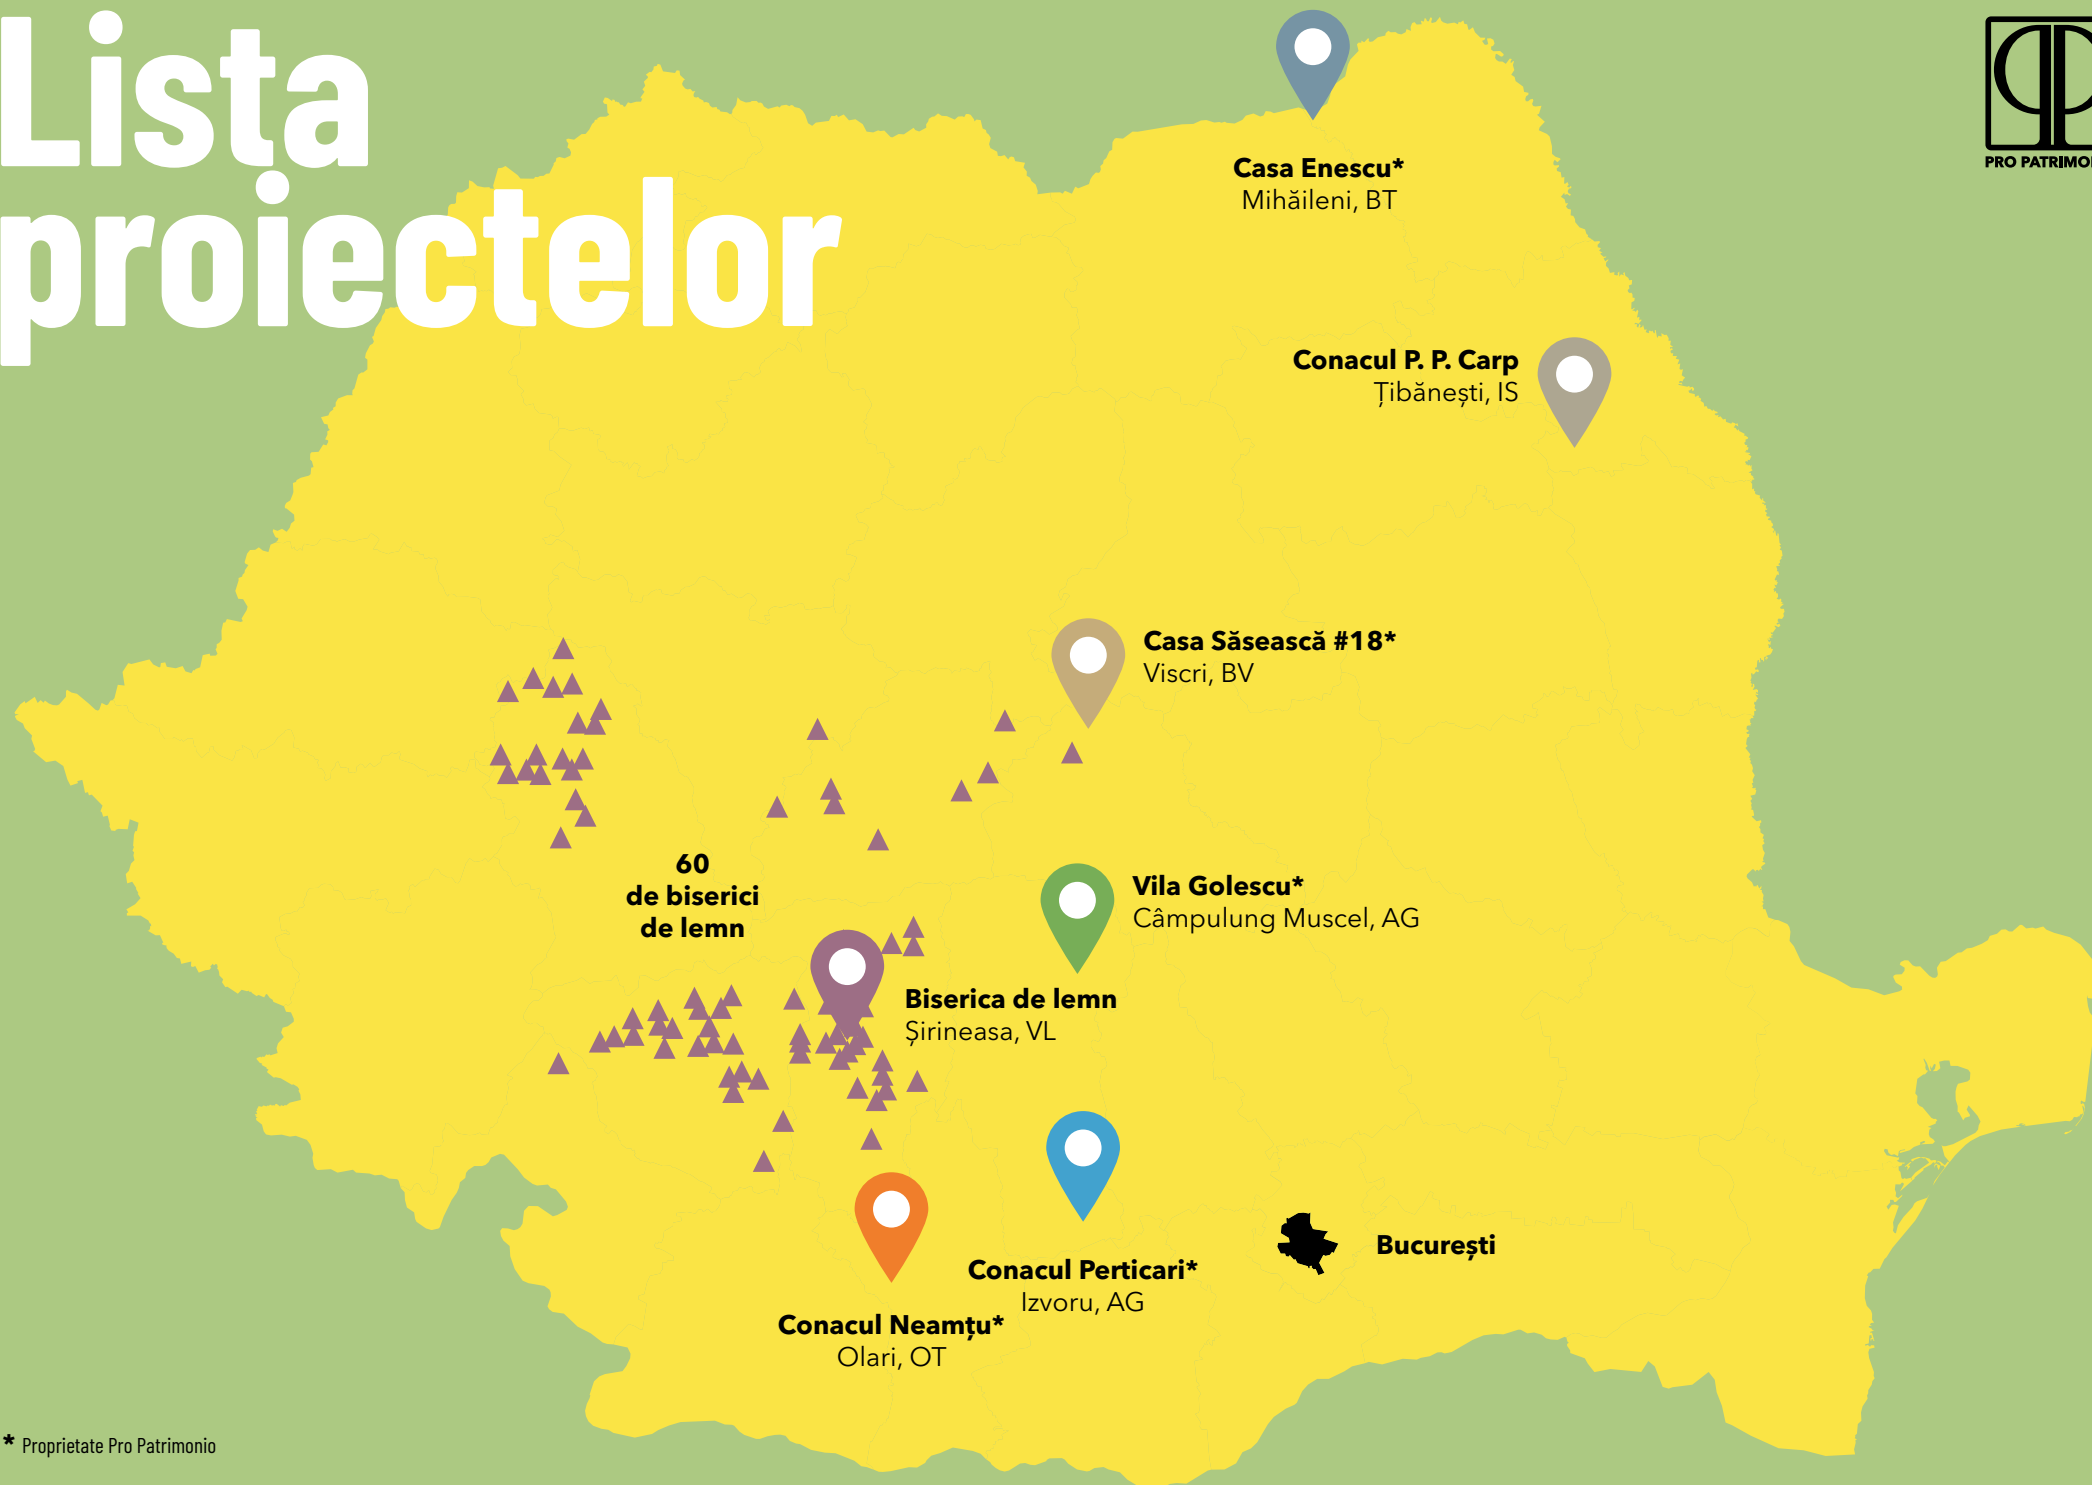 Lista
proiectelor
Casa Enescu*
Mihăileni, BT
Conacul P. P. Carp
Țibănești, IS
Casa Săsească #18*
Viscri, BV
60
de biserici
de lemn
Vila Golescu*
Câmpulung Muscel, AG
Biserica de lemn
Șirineasa, VL
Conacul Perticari*
Izvoru, AG
București
Conacul Neamțu*
Olari, OT
* Proprietate Pro Patrimonio
PRO PATRIMO